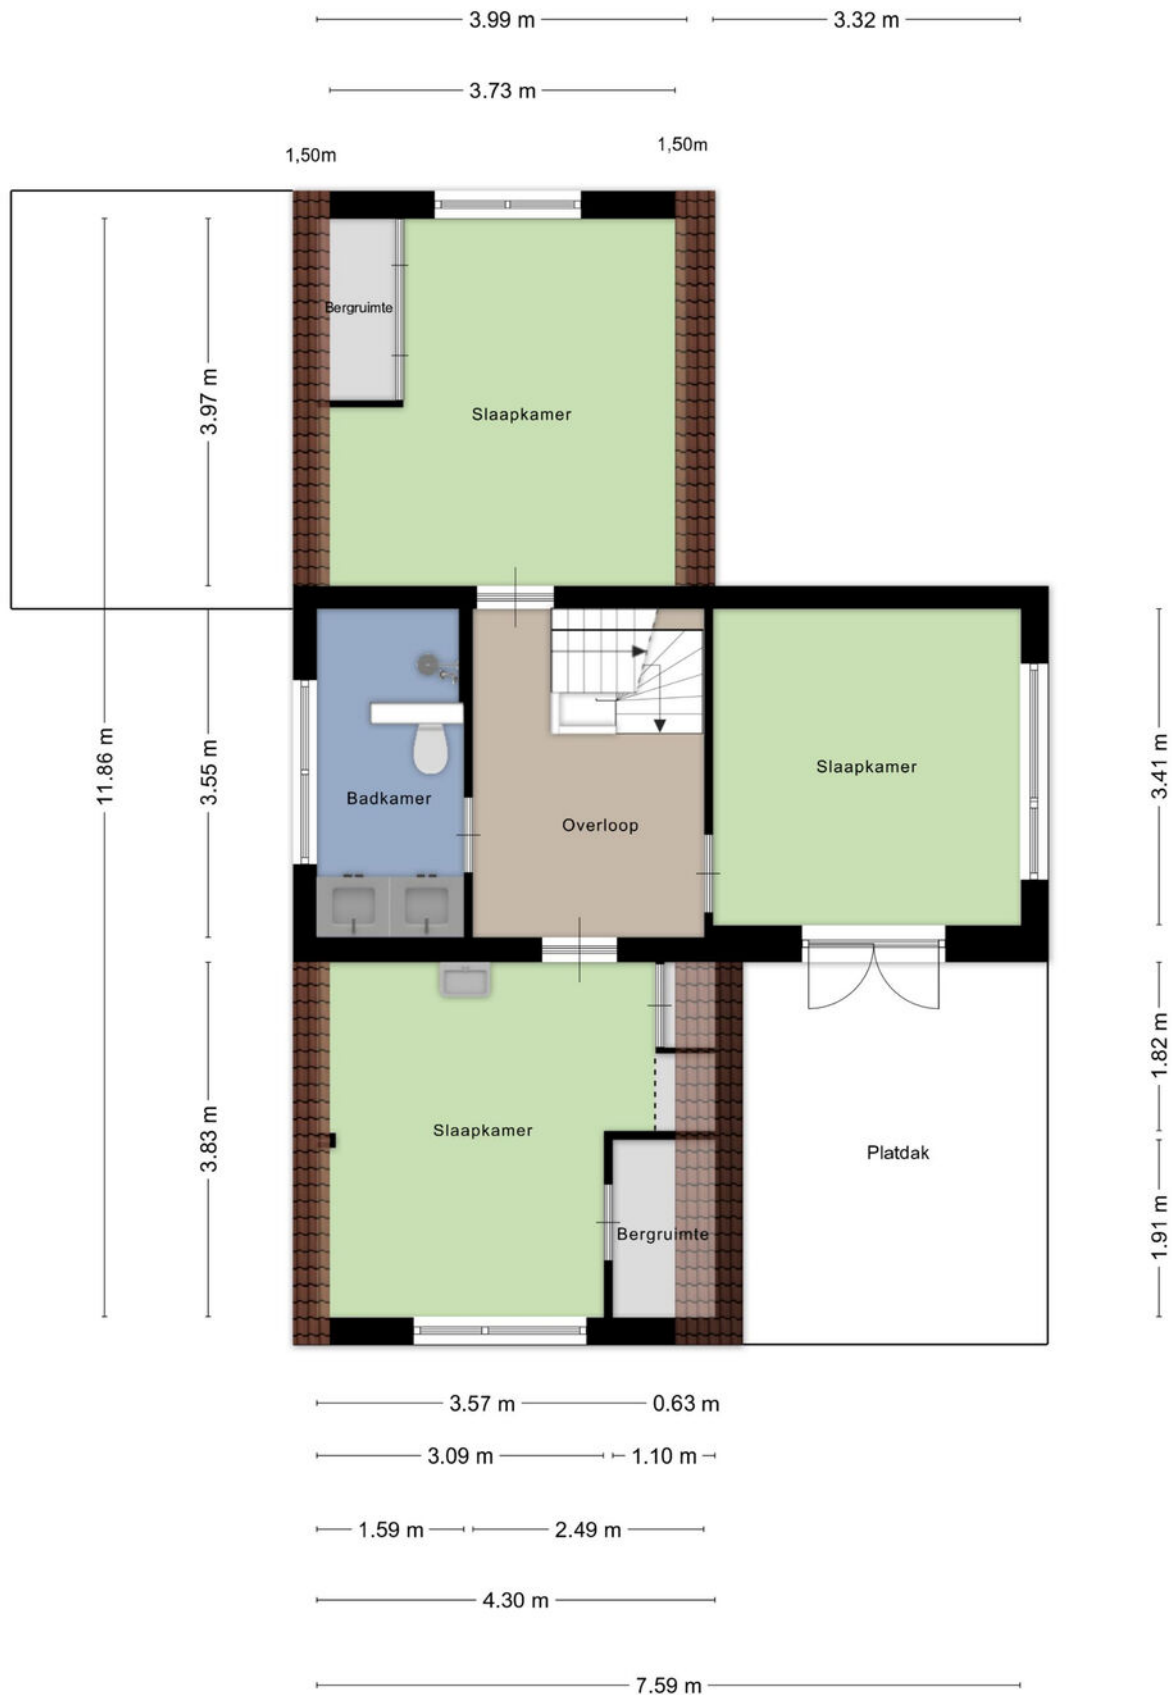 3.99 m
3.32 m
3.73 m
1,50m
1,50m
Bergruimte
3.97 m
Slaapkamer
11.86 m
3.55 m
3.41 m
Slaapkamer
Badkamer
Overloop
1.82 m
3.83 m
Slaapkamer
Platdak
1.91 m
Bergruimte
3.57 m
0.63 m
3.09 m
1.10 m
1.59 m
2.49 m
4.30 m
7.59 m